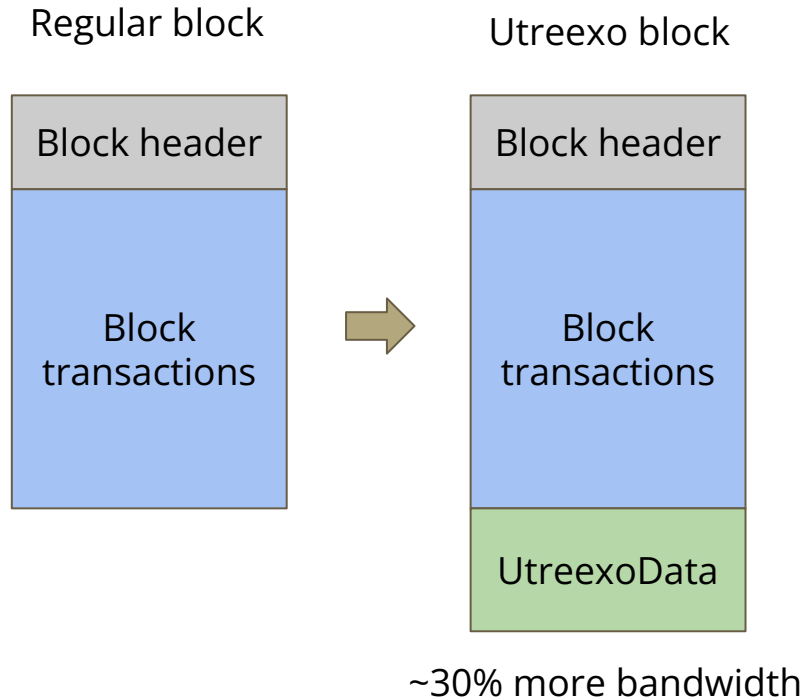 Regular block
Utreexo block
Block header
Block header
Block
transactions
Block
transactions
UtreexoData
~30% more bandwidth